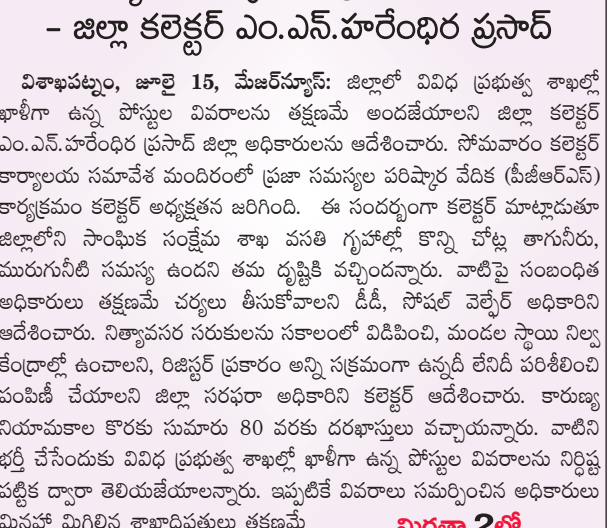 – జిల్లా కలెక్టర్ ఎం.ఎన్.హరేంధిర ప్రసాద్
విశాఖపట్నం, జూలై 15, మేజర్‌న్యూస్: జిల్లాలో వివిధ ప్రభుత్వ శాఖల్లో
ఖాళీగా ఉన్న పోస్టుల వివరాలను తక్షణమే అందజేయాలని జిల్లా కలెక్టర్
ఎం.ఎన్.హరేంధిర ప్రసాద్ జిల్లా అధికారులను ఆదేశించారు. సోమవారం కలెక్టర్
కార్యాలయ సమావేశ మందిరంలో ప్రజా సమస్యల పరిష్కార వేదిక (పీజీఆర్ఎస్)
కార్యక్రమం కలెక్టర్ అధ్యక్షతన జరిగింది. ఈ సందర్భంగా కలెక్టర్ మాట్లాడుతూ
జిల్లాలోని సాంఘిక సంక్షేమ శాఖ వసతి గృహాల్లో కొన్ని చోట్ల తాగునీరు,
మురుగునీటి సమస్య ఉందని తమ దృష్టికి వచ్చిందన్నారు. వాటిపై సంబంధిత
అధికారులు తక్షణమే చర్యలు తీసుకోవాలని డీడీ, సోషల్ వెల్ఫేర్ అధికారిని
ఆదేశించారు. నిత్యావసర సరుకులను సకాలంలో విడిపించి, మండల స్థాయి నిల్వ
కేంద్రాల్లో ఉంచాలని, రిజిస్టర్ ప్రకారం అన్ని సక్రమంగా ఉన్నదీ లేనిదీ పరిశీలించి
పంపిణీ చేయాలని జిల్లా సరఫరా అధికారిని కలెక్టర్ ఆదేశించారు. కారుణ్య
నియామకాల కొరకు సుమారు 80 వరకు దరఖాస్తులు వచ్చాయన్నారు. వాటిని
భర్తీ చేసేందుకు వివిధ ప్రభుత్వ శాఖల్లో ఖాళీగా ఉన్న పోస్టుల వివరాలను నిర్ధిష్ట
పట్టిక ద్వారా తెలియజేయాలన్నారు. ఇప్పటికే వివరాలు సమర్పించిన అధికారులు
మినహా మిగిలిన శాఖాధిపతులు తక్షణమే
మిగతా 2లో